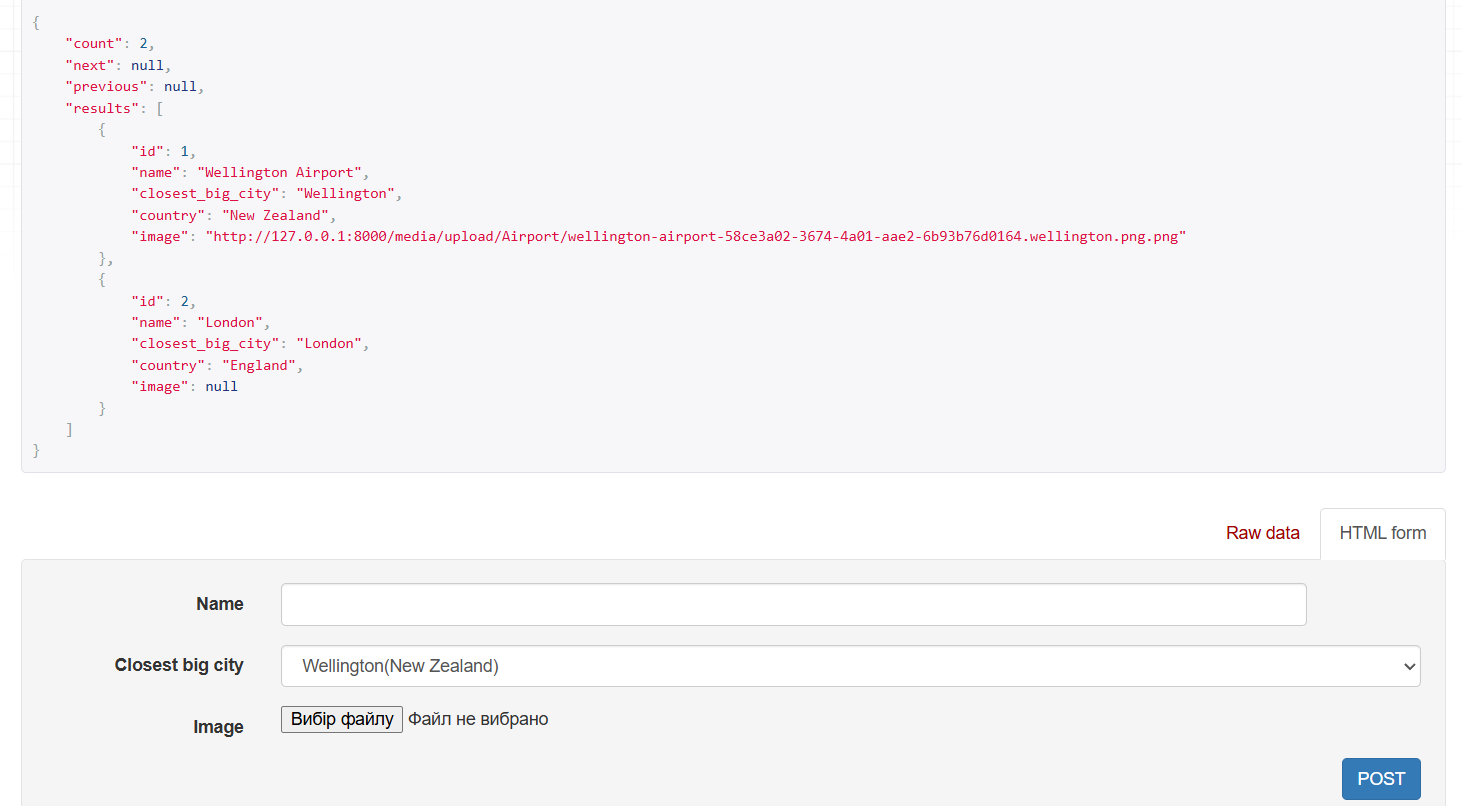 {
    "count": 2,
    "next": null,
    "previous": null,
    "results": [
        {
            "id": 1,
            "name": "Wellington Airport",
            "closest_big_city": "Wellington",
            "country": "New Zealand",
            "image": "http://127.0.0.1:8000/media/upload/Airport/wellington-airport-58ce3a02-3674-4a01-aae2-6b93b76d0164.wellington.png.png"
        },
        {
            "id": 2,
            "name": "London",
            "closest_big_city": "London",
            "country": "England",
            "image": null
        }
    ]
}
Raw data HTML form
Name
Closest big city Wellington(New Zealand)
Image Вибір файлу Файл не вибрано
POST